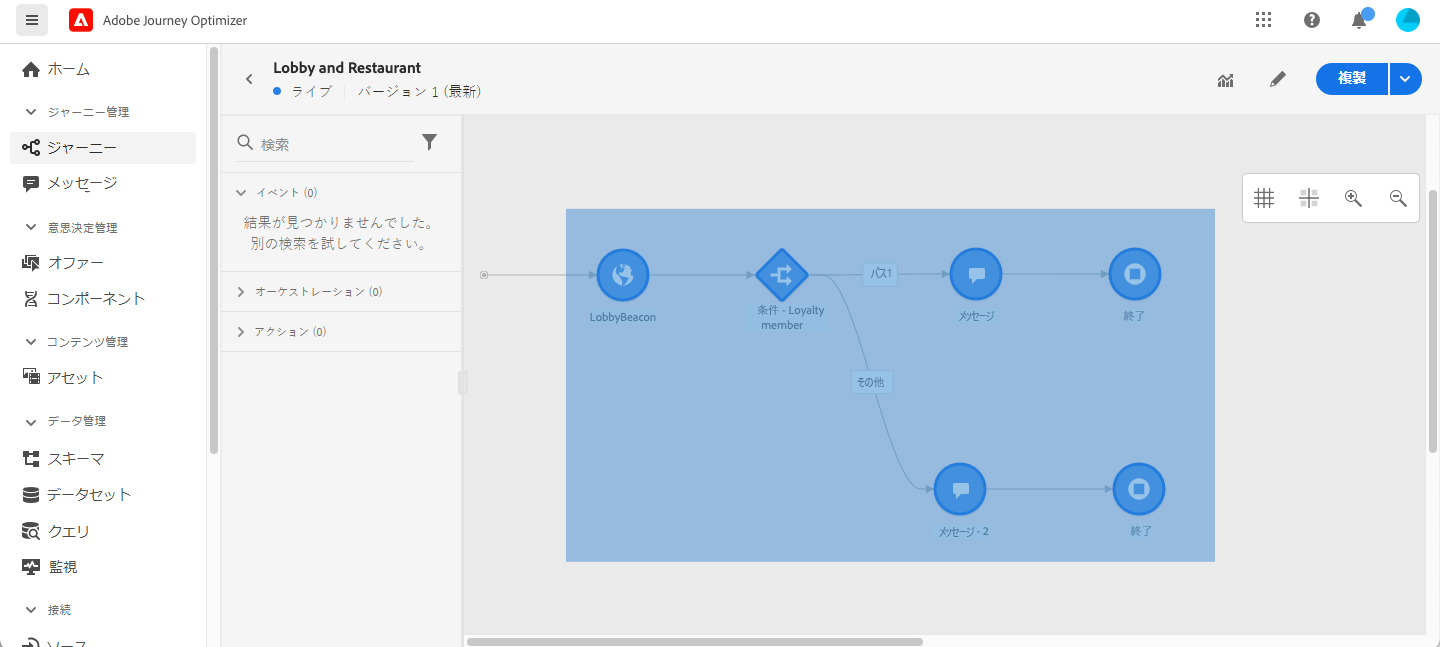 Adobe Journey Optimizer
ホーム
ジャーニー管理
ジャーニー
メッセージ
意思決定管理
オファー
コンポーネント
コンテンツ管理
アセット
データ管理
スキーマ
データセット
クエリ
監視
接続
ソース
Lobby and Restaurant
ライブ
バージョン 1 (最新)
複製
検索
イベント (0)
結果が見つかりませんでした。
別の検索を試してください。
オーケストレーション (0)
アクション (0)
LobbyBeacon
条件 - Loyalty
member
パス1
メッセージ
終了
その他
メッセージ - 2
終了